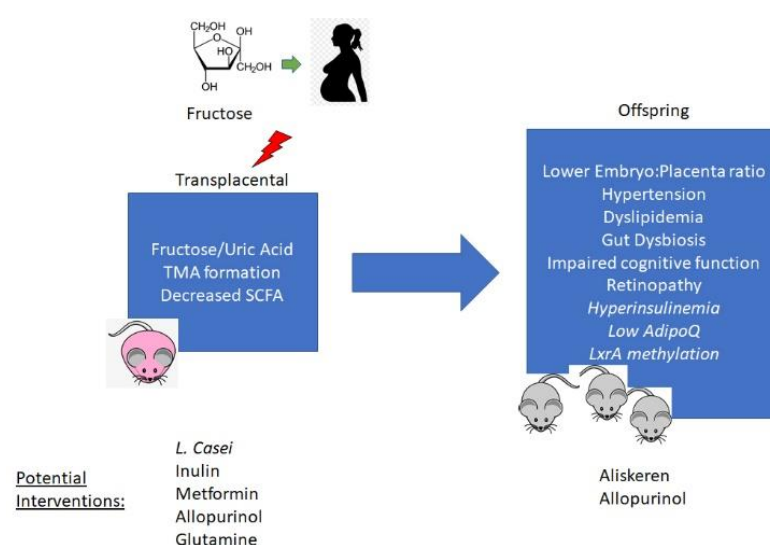 CH₂OH
O
OH
HO
CH₂OH
OH
Fructose
Transplacental
Fructose/Uric Acid
TMA formation
Decreased SCFA
Offspring
Lower Embryo:Placenta ratio
Hypertension
Dyslipidemia
Gut Dysbiosis
Impaired cognitive function
Retinopathy
Hyperinsulinemia
Low AdipoQ
LxrA methylation
Potential
Interventions:
L. Casei
Inulin
Metformin
Allopurinol
Glutamine
Aliskeren
Allopurinol